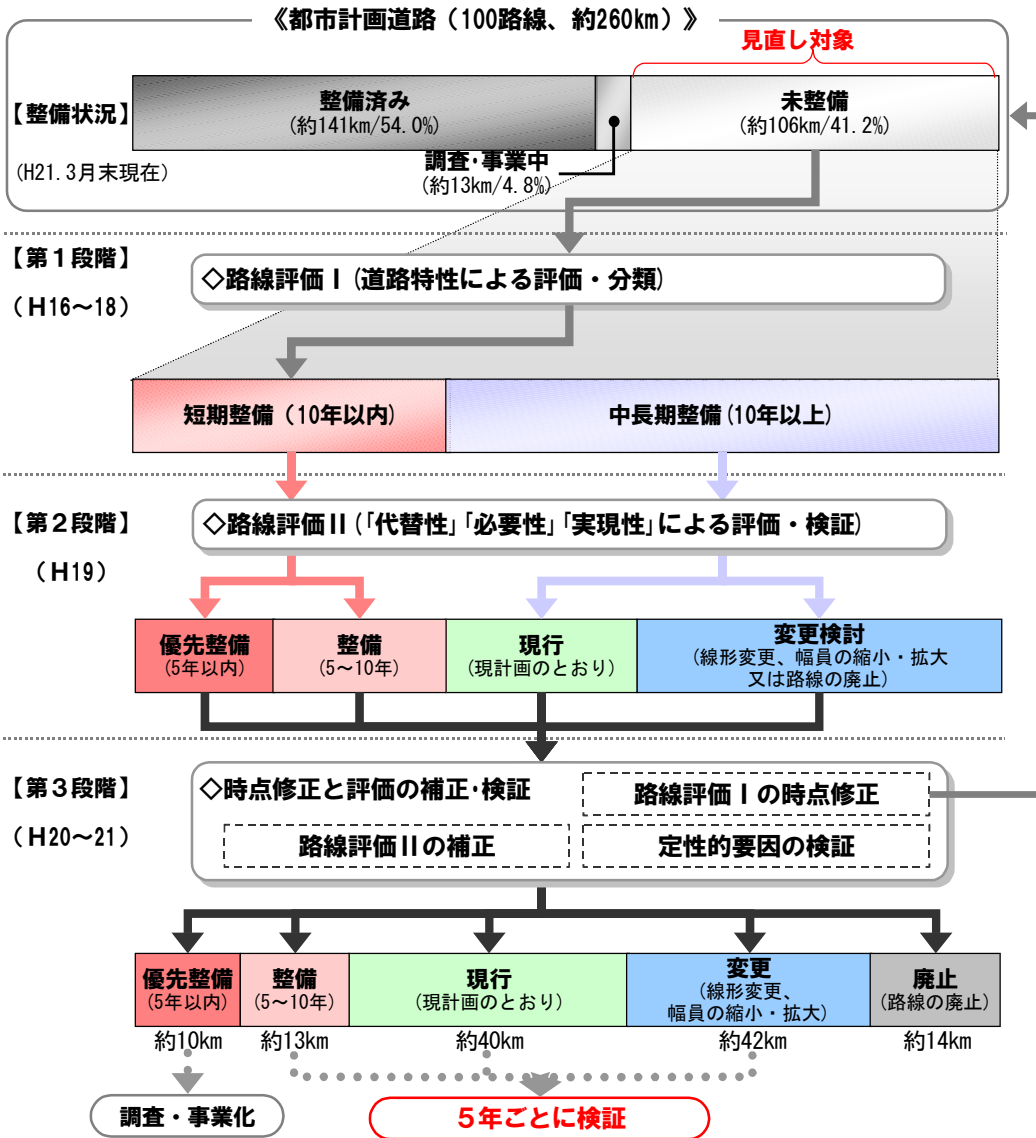 《都市計画道路（100路線、約260km）》
見直し対象
【整備状況】
(H21.3月末現在)
整備済み
(約141km/54.0%)
未整備
(約106km/41.2%)
調査･事業中
(約13km/4.8%)
【第１段階】
（H16～18）
◇路線評価Ⅰ(道路特性による評価・分類)
短期整備（10年以内)
中長期整備(10年以上)
【第２段階】
（H19）
◇路線評価Ⅱ(｢代替性｣｢必要性｣｢実現性｣による評価・検証)
優先整備
(5年以内)
整備
(5～10年)
現行
(現計画のとおり)
変更検討
(線形変更、幅員の縮小・拡大
又は路線の廃止)
【第３段階】
（H20～21）
◇時点修正と評価の補正･検証
路線評価Ⅰの時点修正
路線評価Ⅱの補正
定性的要因の検証
優先整備
(5年以内)
整備
(5～10年)
現行
(現計画のとおり)
変更
(線形変更、
幅員の縮小・拡大)
廃止
(路線の廃止)
約10km
約13km
約40km
約42km
約14km
調査・事業化
５年ごとに検証